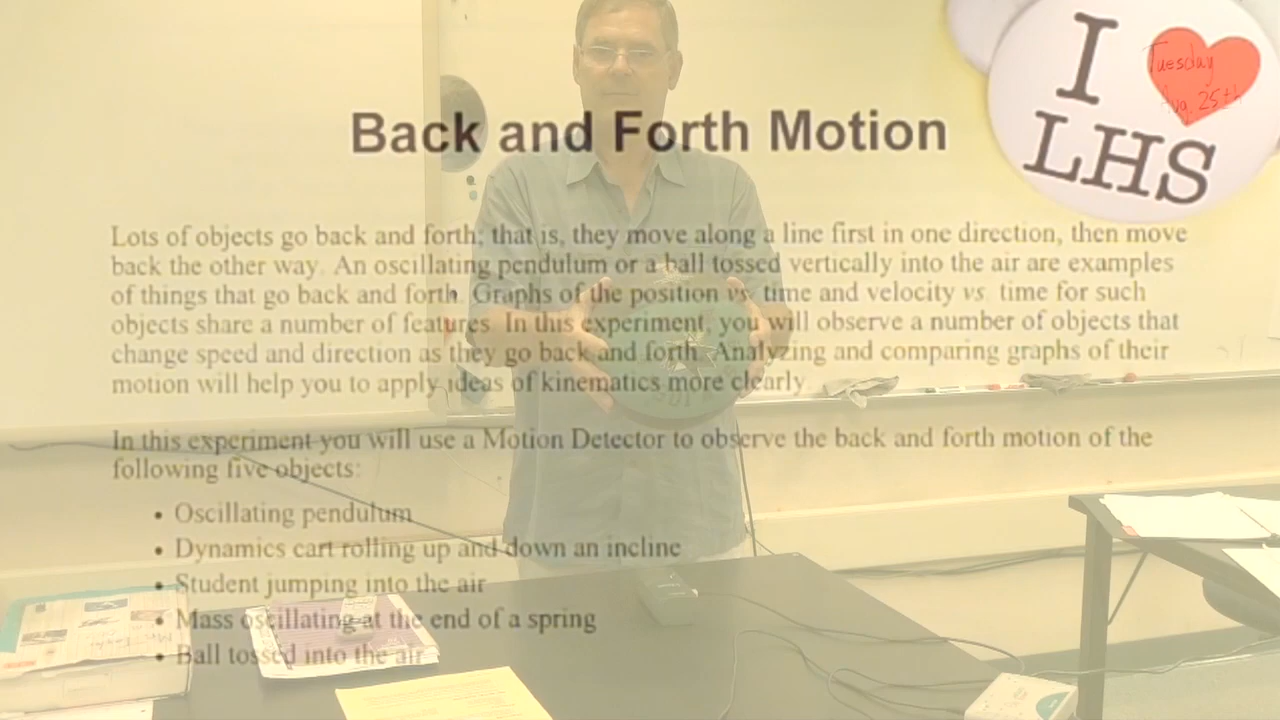 Back and Forth Motion
I
LHS
Tuesday
Aug. 25th
Lots of objects go back and forth; that is, they move along a line first in one direction, then move
back the other way. An oscillating pendulum or a ball tossed vertically into the air are examples
of things that go back and forth. Graphs of the position vs. time and velocity vs. time for such
objects share a number of features. In this experiment, you will observe a number of objects that
change speed and direction as they go back and forth. Analyzing and comparing graphs of their
motion will help you to apply ideas of kinematics more clearly.
In this experiment you will use a Motion Detector to observe the back and forth motion of the
following five objects:
• Oscillating pendulum
• Dynamics cart rolling up and down an incline
• Student jumping into the air
• Mass oscillating at the end of a spring
• Ball tossed into the air